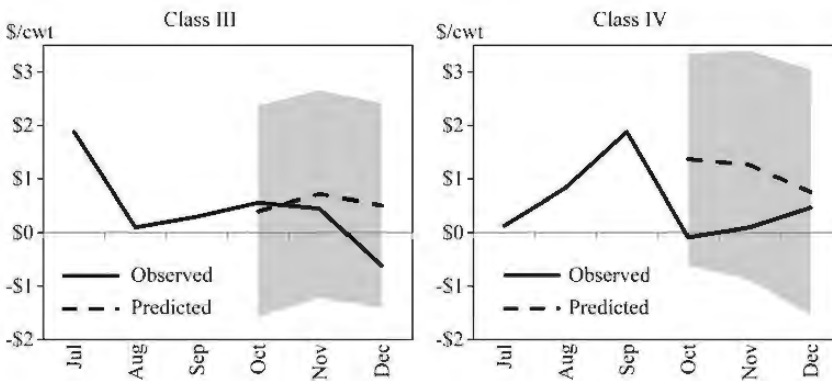 Class III
$/cwt
$3
$2
$1
$0
-$1
-$2
Observed
Predicted
Jul
Aug
Sep
Oct
Nov
Dec
Class IV
$/cwt
$3
$2
$1
$0
-$1
-$2
Observed
Predicted
Jul
Aug
Sep
Oct
Nov
Dec